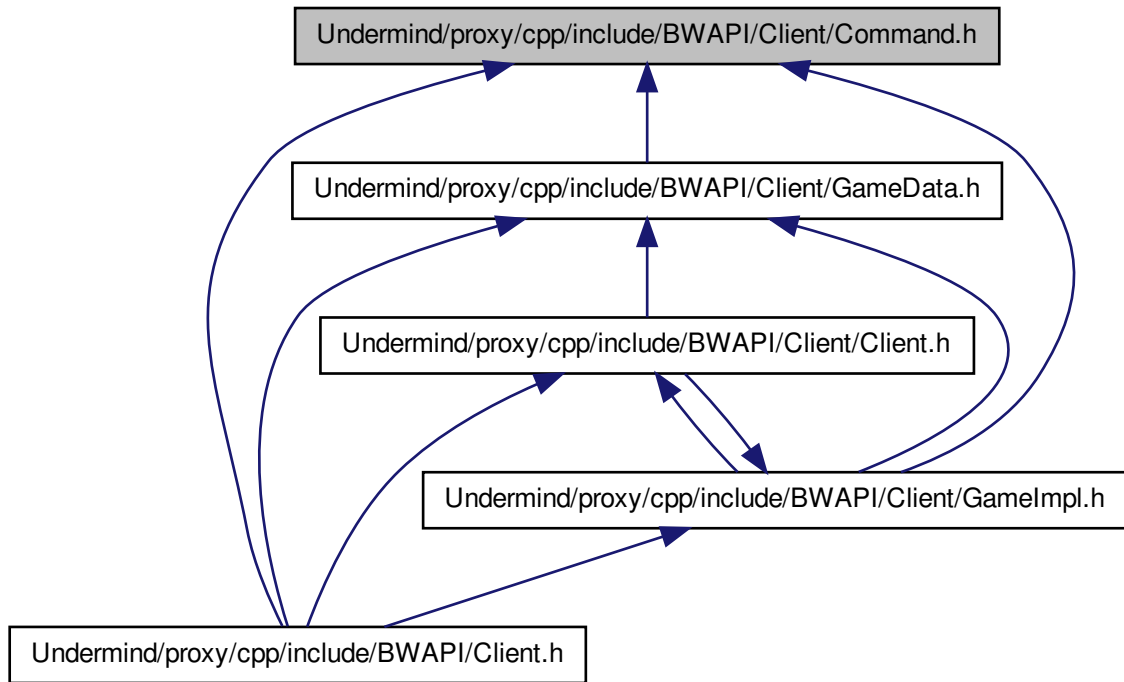 Undermind/proxy/cpp/include/BWAPI/Client/Command.h
Undermind/proxy/cpp/include/BWAPI/Client/GameData.h
Undermind/proxy/cpp/include/BWAPI/Client/Client.h
Undermind/proxy/cpp/include/BWAPI/Client/GameImpl.h
Undermind/proxy/cpp/include/BWAPI/Client.h